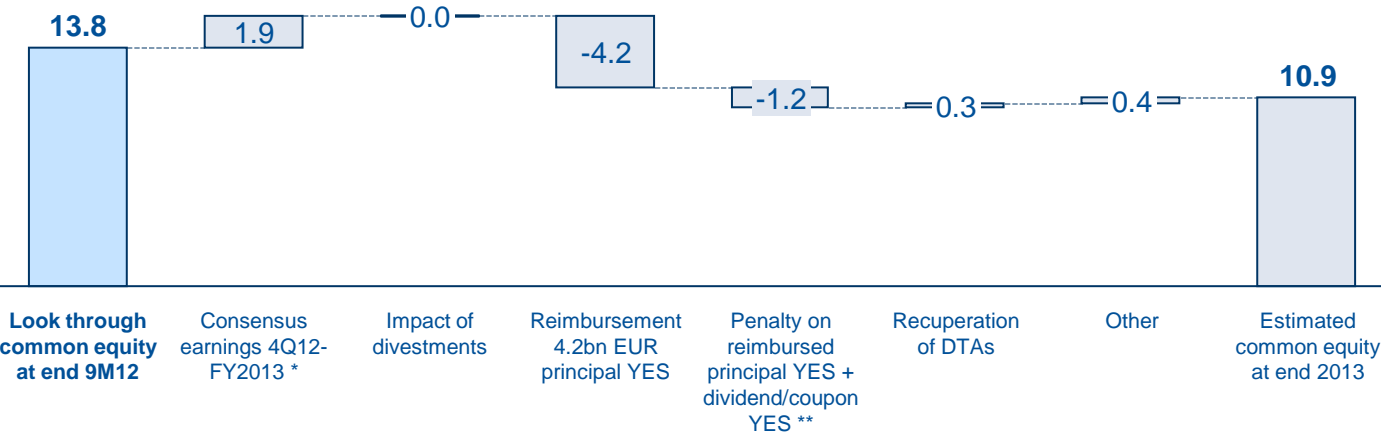 13.8
1.9
0.0
-4.2
-1.2
0.3
0.4
10.9
Look through
common equity
at end 9M12
Consensus
earnings 4Q12-
FY2013 *
Impact of
divestments
Reimbursement
4.2bn EUR
principal YES
Penalty on
reimbursed
principal YES +
dividend/coupon
YES **
Recuperation
of DTAs
Other
Estimated
common equity
at end 2013